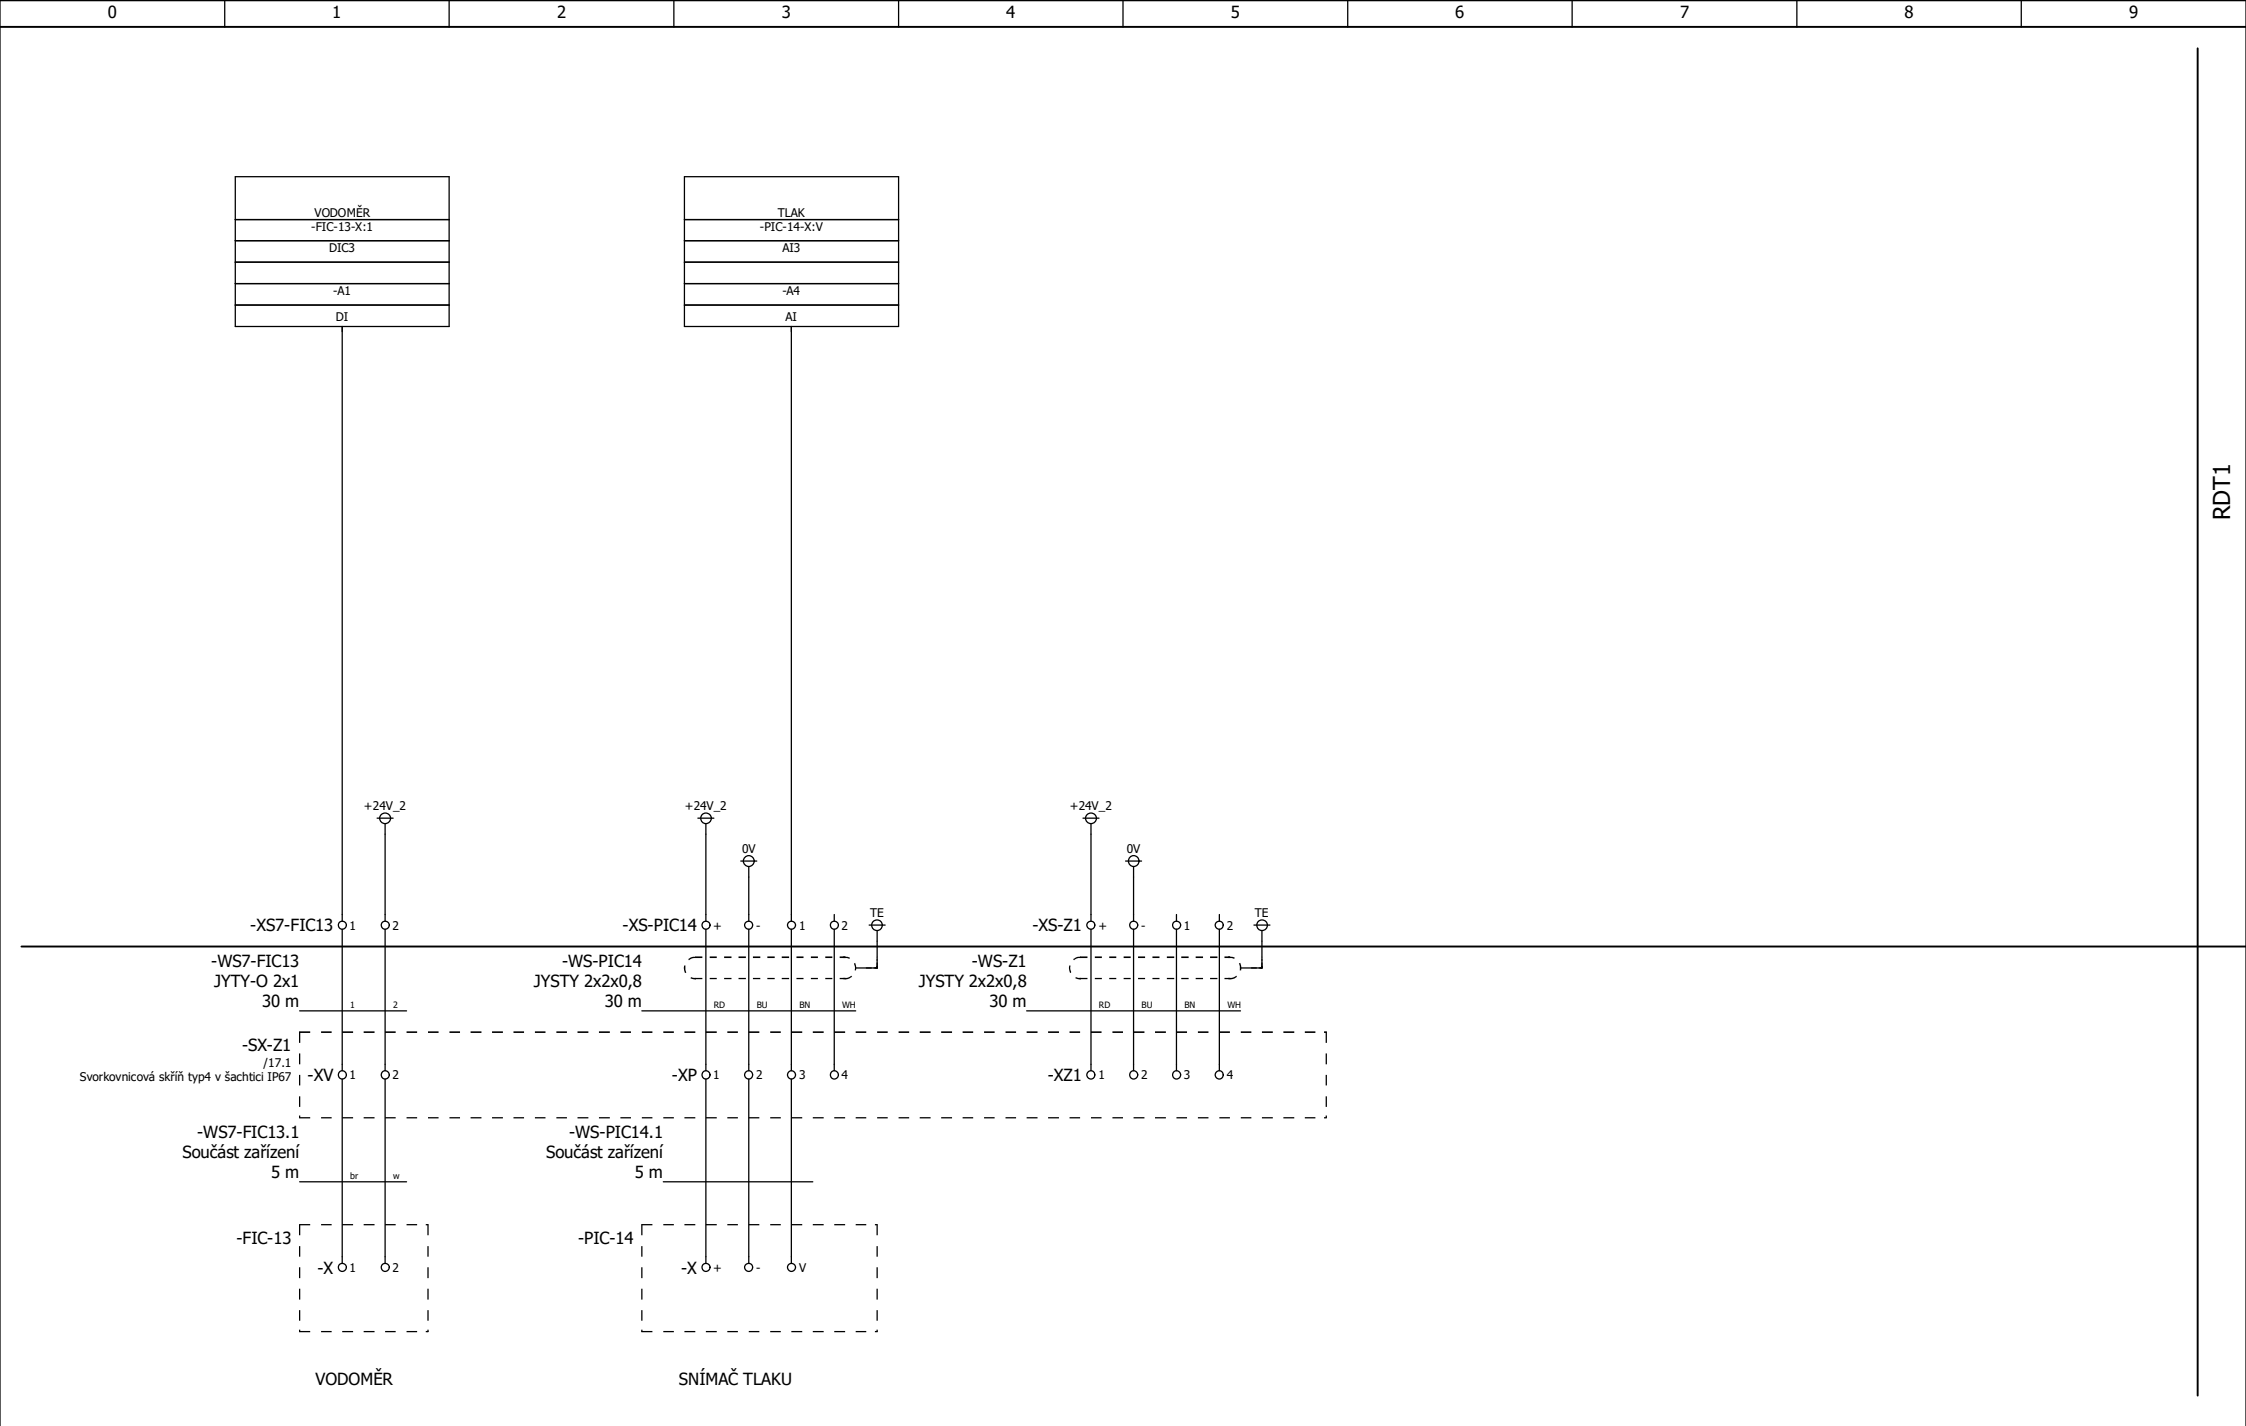 0 1 2 3 4 5 6 7 8 9
RDT1
VODOMĚR
-FIC-13-X:1
DIC3
-A1
DI
TLAK
-PIC-14-X:V
AI3
-A4
AI
+24V_2
+24V_2
0V
+24V_2
0V
-XS7-FIC13 1 2
-XS-PIC14 + - 1 2 TE
-XS-Z1 + - 1 2 TE
-WS7-FIC13
JYTY-O 2x1
30 m 1 2
-WS-PIC14
JYSTY 2x2x0,8
30 m RD BU BN WH
-WS-Z1
JYSTY 2x2x0,8
30 m RD BU BN WH
-SX-Z1
/17.1
Svorkovnicová skříň typ4 v šachtici IP67
-XV 1 2
-XP 1 2 3 4
-XZ1 1 2 3 4
-WS7-FIC13.1
Součást zařízení
5 m br w
-WS-PIC14.1
Součást zařízení
5 m
-FIC-13
-X 1 2
-PIC-14
-X + - V
VODOMĚR
SNÍMAČ TLAKU